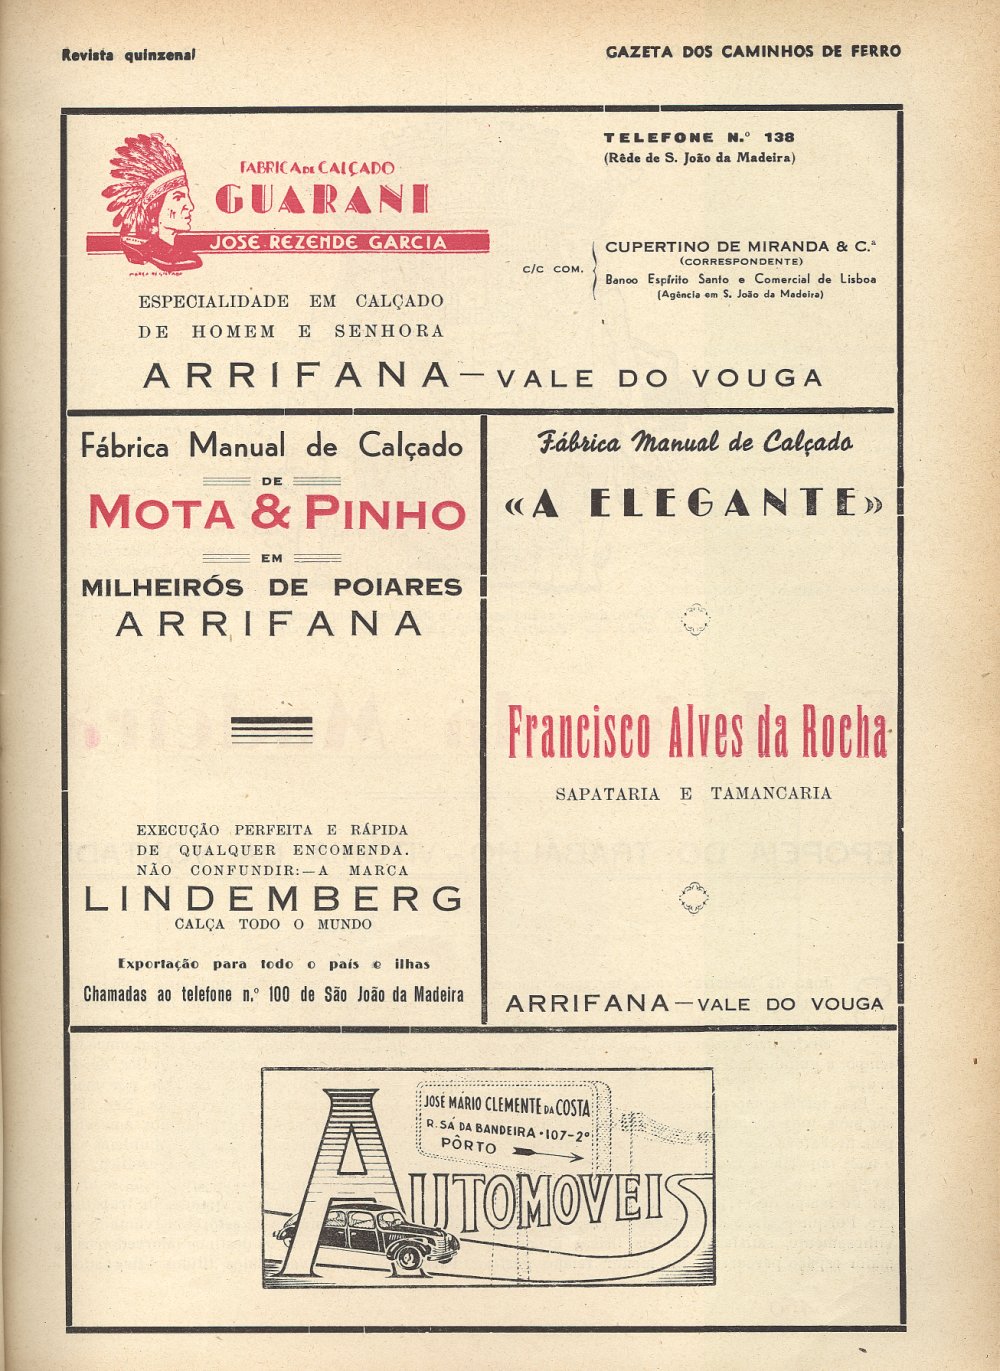 Revista quinzenal
GAZETA DOS CAMINHOS DE FERRO
FABRICA DE CALÇADO
GUARANI
JOSE REZENDE GARCIA
MARCA REGISTADA
ESPECIALIDADE EM CALÇADO
DE HOMEM E SENHORA
TELEFONE N.º 138
(Rêde de S. João da Madeira)
C/C COM.
CUPERTINO DE MIRANDA & C.ª
(CORRESPONDENTE)
Banco Espírito Santo e Comercial de Lisboa
(Agência em S. João da Madeira)
ARRIFANA — VALE DO VOUGA
Fábrica Manual de Calçado
DE
MOTA & PINHO
EM
MILHEIRÓS DE POIARES
ARRIFANA
EXECUÇÃO PERFEITA E RÁPIDA
DE QUALQUER ENCOMENDA.
NÃO CONFUNDIR:—A MARCA
LINDEMBERG
CALÇA TODO O MUNDO
Exportação para todo o país e ilhas
Chamadas ao telefone n.º 100 de São João da Madeira
Fábrica Manual de Calçado
«A ELEGANTE»
Francisco Alves da Rocha
SAPATARIA E TAMANCARIA
ARRIFANA — VALE DO VOUGA
JOSÉ MÁRIO CLEMENTE DA COSTA
R. SÁ DA BANDEIRA • 107-2º
PÔRTO
AUTOMOVEIS